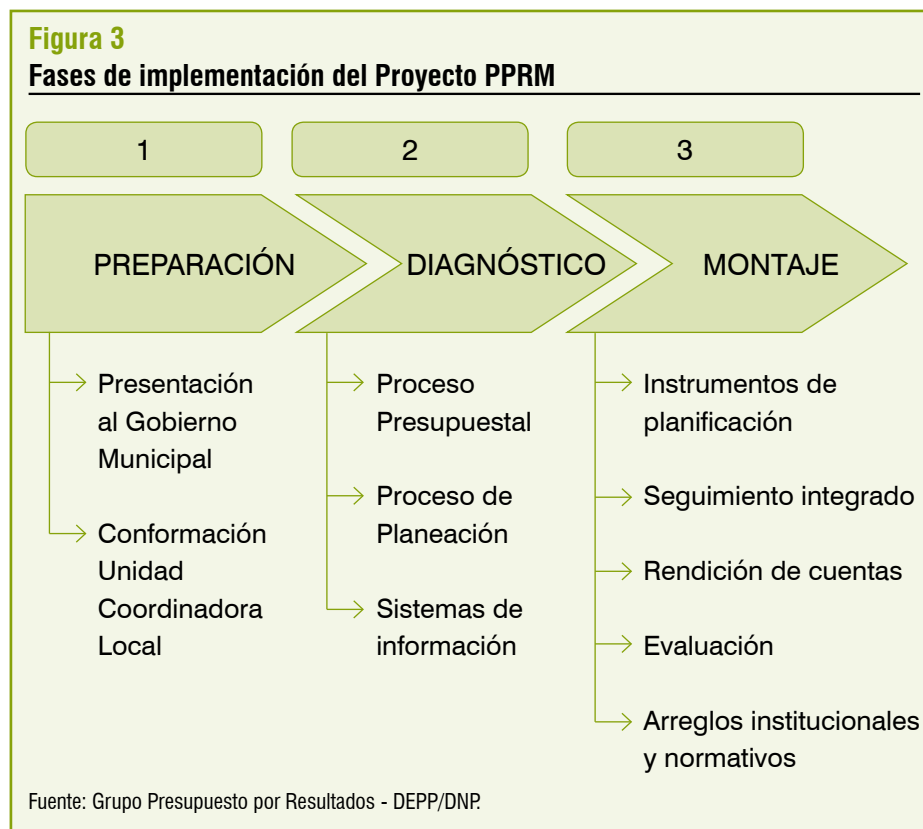 Figura 3
Fases de implementación del Proyecto PPRM
1
2
3
PREPARACIÓN
DIAGNÓSTICO
MONTAJE
Presentación
al Gobierno
Municipal
Conformación
Unidad
Coordinadora
Local
Proceso
Presupuestal
Proceso de
Planeación
Sistemas de
información
Instrumentos de
planificación
Seguimiento integrado
Rendición de cuentas
Evaluación
Arreglos institucionales
y normativos
Fuente: Grupo Presupuesto por Resultados - DEPP/DNP.